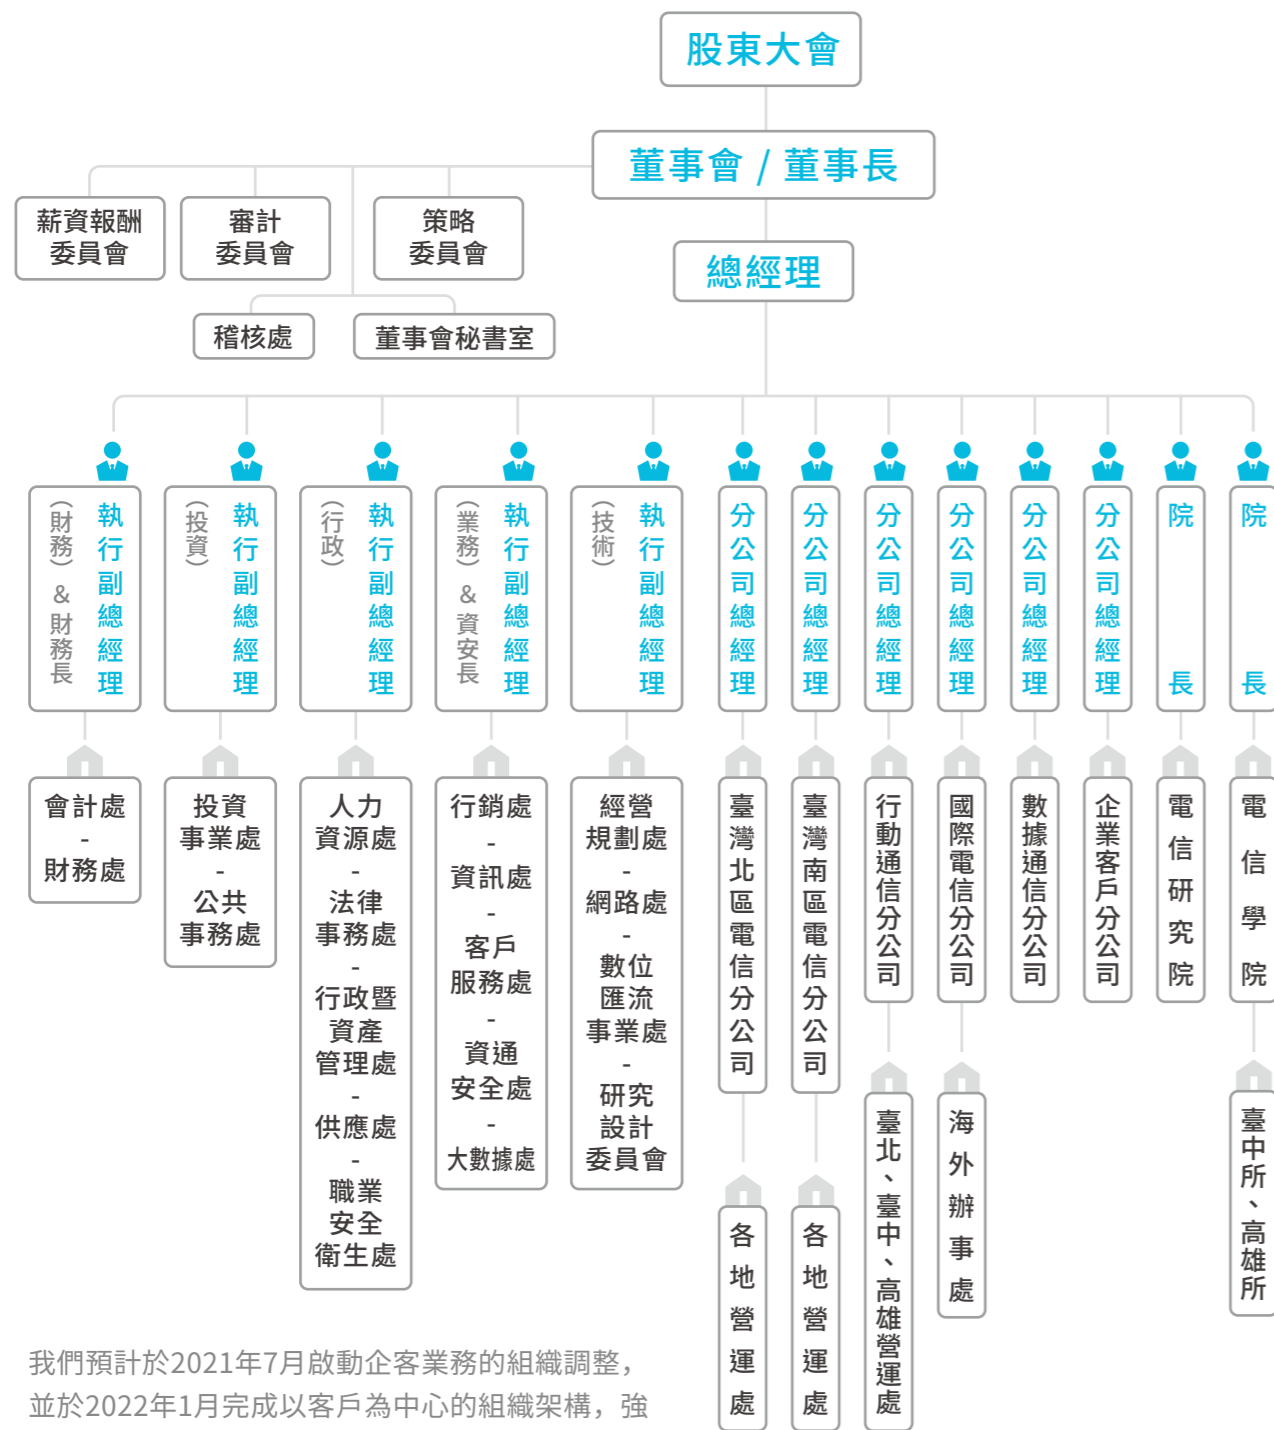 股東大會
董事會 / 董事長
薪資報酬
委員會
審計
委員會
策略
委員會
總經理
稽核處
董事會秘書室
執行副總經理
(財務) & 財務長
執行副總經理
(投資)
執行副總經理
(行政)
執行副總經理
(業務) & 資安長
執行副總經理
(技術)
分公司總經理
分公司總經理
分公司總經理
分公司總經理
分公司總經理
分公司總經理
院長
院長
會計處
-
財務處
投資
事業處
-
公共
事務處
人力
資源處
-
法律
事務處
-
行政暨
資產
管理處
-
供應處
-
職業
安全
衛生處
行銷處
-
資訊處
-
客戶
服務處
-
資通
安全處
-
大數據處
經營
規劃處
-
網路處
-
數位
匯流
事業處
-
研究
設計
委員會
臺灣北區電信分公司
臺灣南區電信分公司
行動通信分公司
國際電信分公司
數據通信分公司
企業客戶分公司
電信研究院
電信學院
各地營運處
各地營運處
臺北、臺中、高雄營運處
海外辦事處
臺中所、高雄所
我們預計於2021年7月啟動企客業務的組織調整，
並於2022年1月完成以客戶為中心的組織架構，強